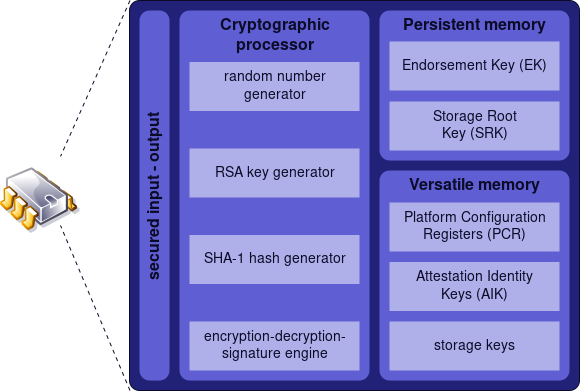 secured input - output
Cryptographic
processor
random number
generator
RSA key generator
SHA-1 hash generator
encryption-decryption-
signature engine
Persistent memory
Endorsement Key (EK)
Storage Root
Key (SRK)
Versatile memory
Platform Configuration
Registers (PCR)
Attestation Identity
Keys (AIK)
storage keys